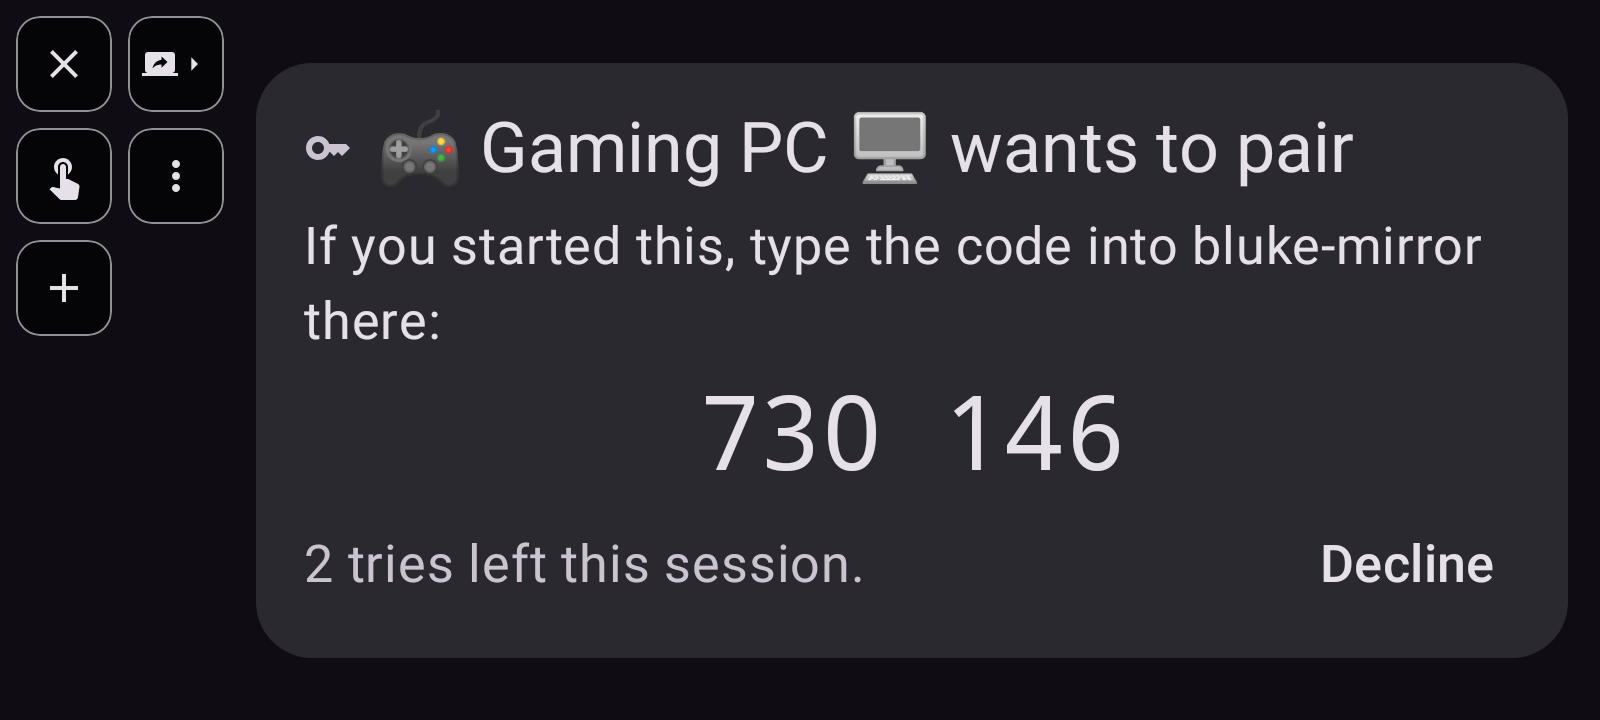 🎮 Gaming PC 🖥️ wants to pair
If you started this, type the code into bluke-mirror
there:
730 146
2 tries left this session.
Decline